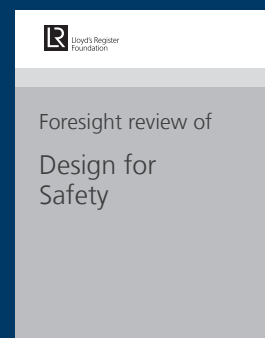 LR
Lloyd's Register
Foundation
Foresight review of
Design for
Safety